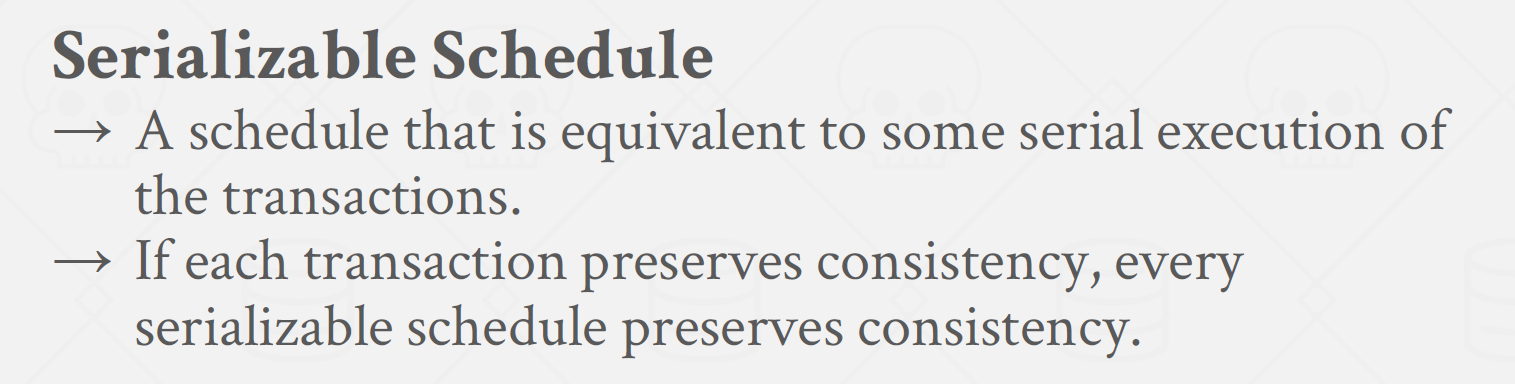 Serializable Schedule
→ A schedule that is equivalent to some serial execution of
the transactions.
→ If each transaction preserves consistency, every
serializable schedule preserves consistency.